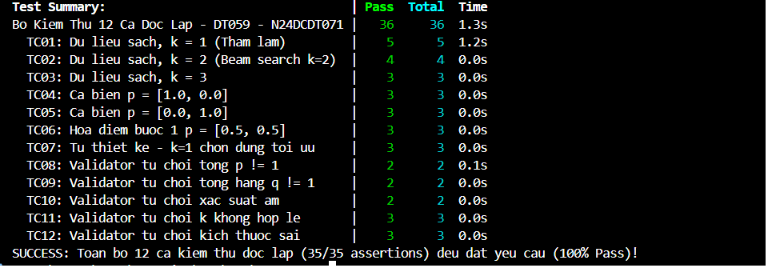 Test Summary: | Pass Total Time
Bo Kiem Thu 12 Ca Doc Lap - DT059 - N24DCDT071 | 36 36 1.3s
TC01: Du lieu sach, k = 1 (Tham lam) | 5 5 1.2s
TC02: Du lieu sach, k = 2 (Beam search k=2) | 4 4 0.0s
TC03: Du lieu sach, k = 3 | 3 3 0.0s
TC04: Ca bien p = [1.0, 0.0] | 3 3 0.0s
TC05: Ca bien p = [0.0, 1.0] | 3 3 0.0s
TC06: Hoa diem buoc 1 p = [0.5, 0.5] | 3 3 0.0s
TC07: Tu thiet ke - k=1 chon dung toi uu | 3 3 0.0s
TC08: Validator tu choi tong p != 1 | 2 2 0.1s
TC09: Validator tu choi tong hang q != 1 | 2 2 0.0s
TC10: Validator tu choi xac suat am | 2 2 0.0s
TC11: Validator tu choi k khong hop le | 3 3 0.0s
TC12: Validator tu choi kich thuoc sai | 2 2 0.0s
SUCCESS: Toan bo 12 ca kiem thu doc lap (35/35 assertions) deu dat yeu cau (100% Pass)!